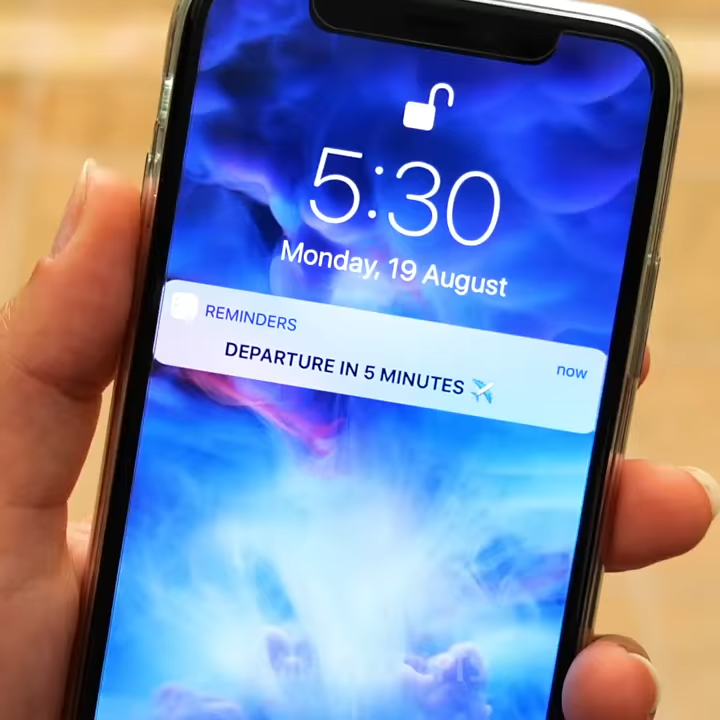 5:30
Monday, 19 August
REMINDERS
now
DEPARTURE IN 5 MINUTES ✈️